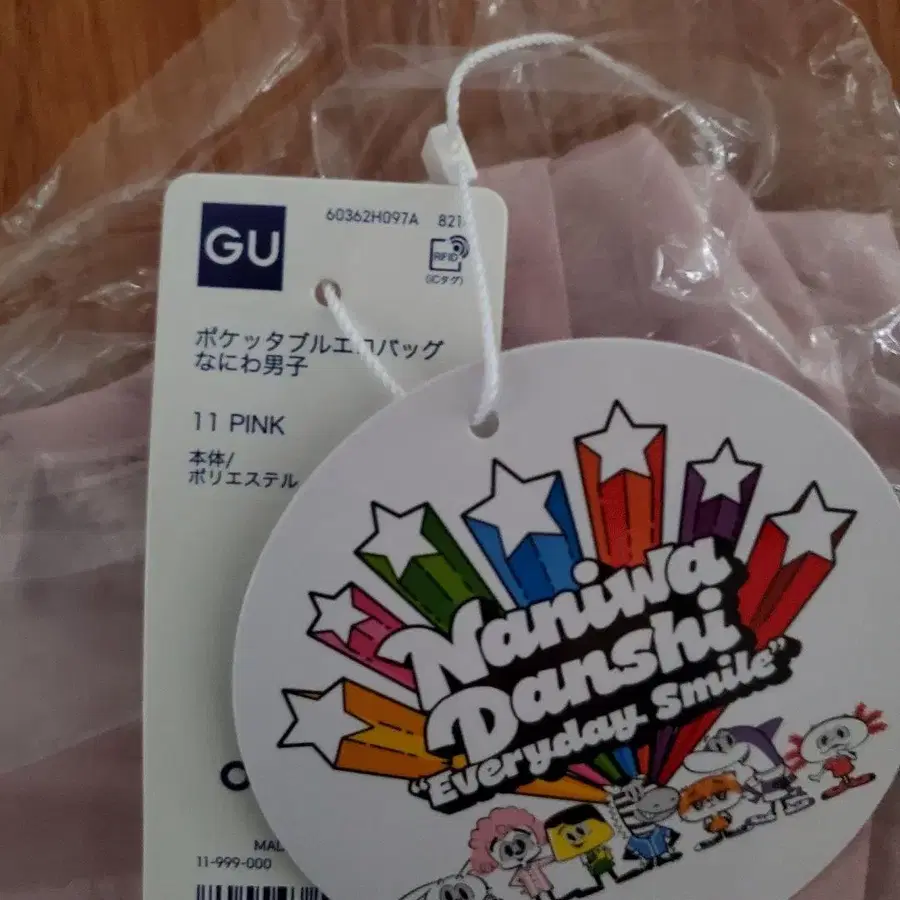 GU
60362H097A 821
RFID
(ICタグ)
ポケッタブルエコバッグ
なにわ男子
11 PINK
本体/
ポリエステル
Naniwa
Danshi
"Everyday Smile"
11-999-000